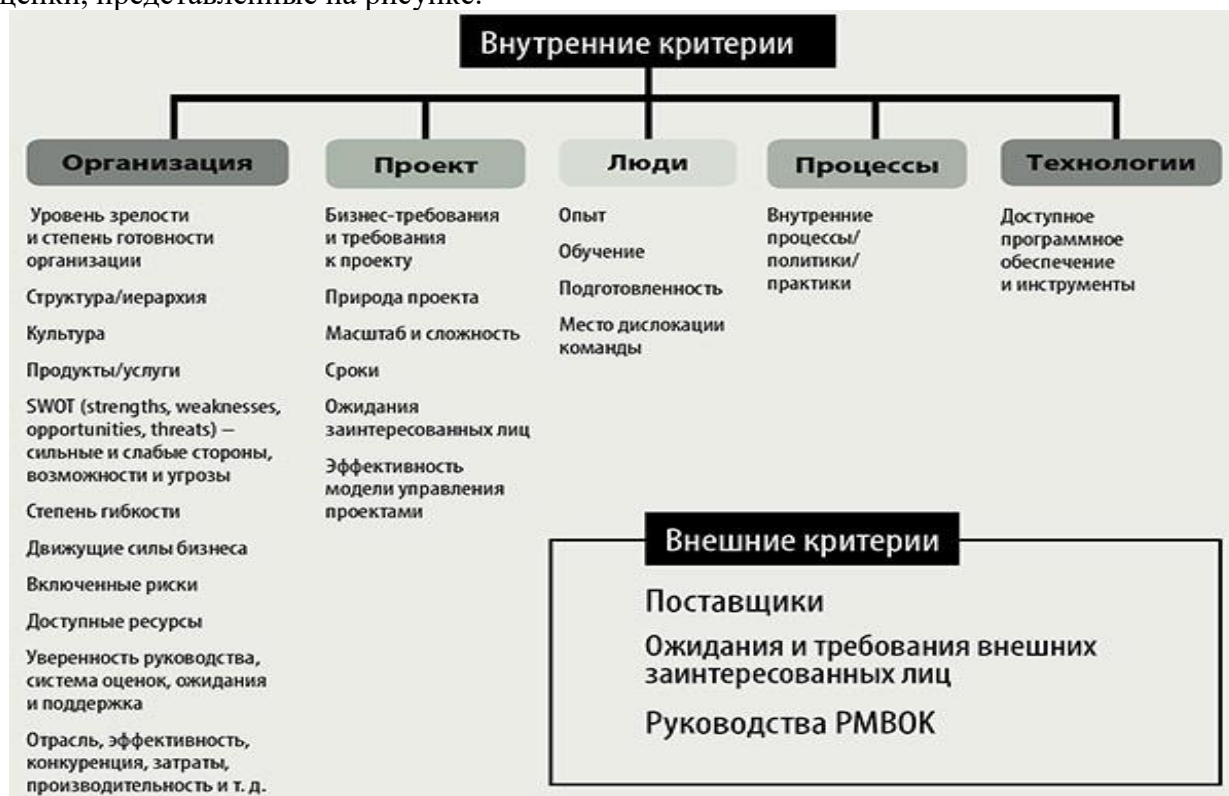 ценки, представленные на рисунке.
Внутренние критерии
Организация
Уровень зрелости
и степень готовности
организации
Структура/иерархия
Культура
Продукты/услуги
SWOT (strengths, weaknesses,
opportunities, threats) —
сильные и слабые стороны,
возможности и угрозы
Степень гибкости
Движущие силы бизнеса
Включенные риски
Доступные ресурсы
Уверенность руководства,
система оценок, ожидания
и поддержка
Отрасль, эффективность,
конкуренция, затраты,
производительность и т. д.
Проект
Бизнес-требования
и требования
к проекту
Природа проекта
Масштаб и сложность
Сроки
Ожидания
заинтересованных лиц
Эффективность
модели управления
проектами
Люди
Опыт
Обучение
Подготовленность
Место дислокации
команды
Процессы
Внутренние
процессы/
политики/
практики
Технологии
Доступное
программное
обеспечение
и инструменты
Внешние критерии
Поставщики
Ожидания и требования внешних
заинтересованных лиц
Руководства PMBOK